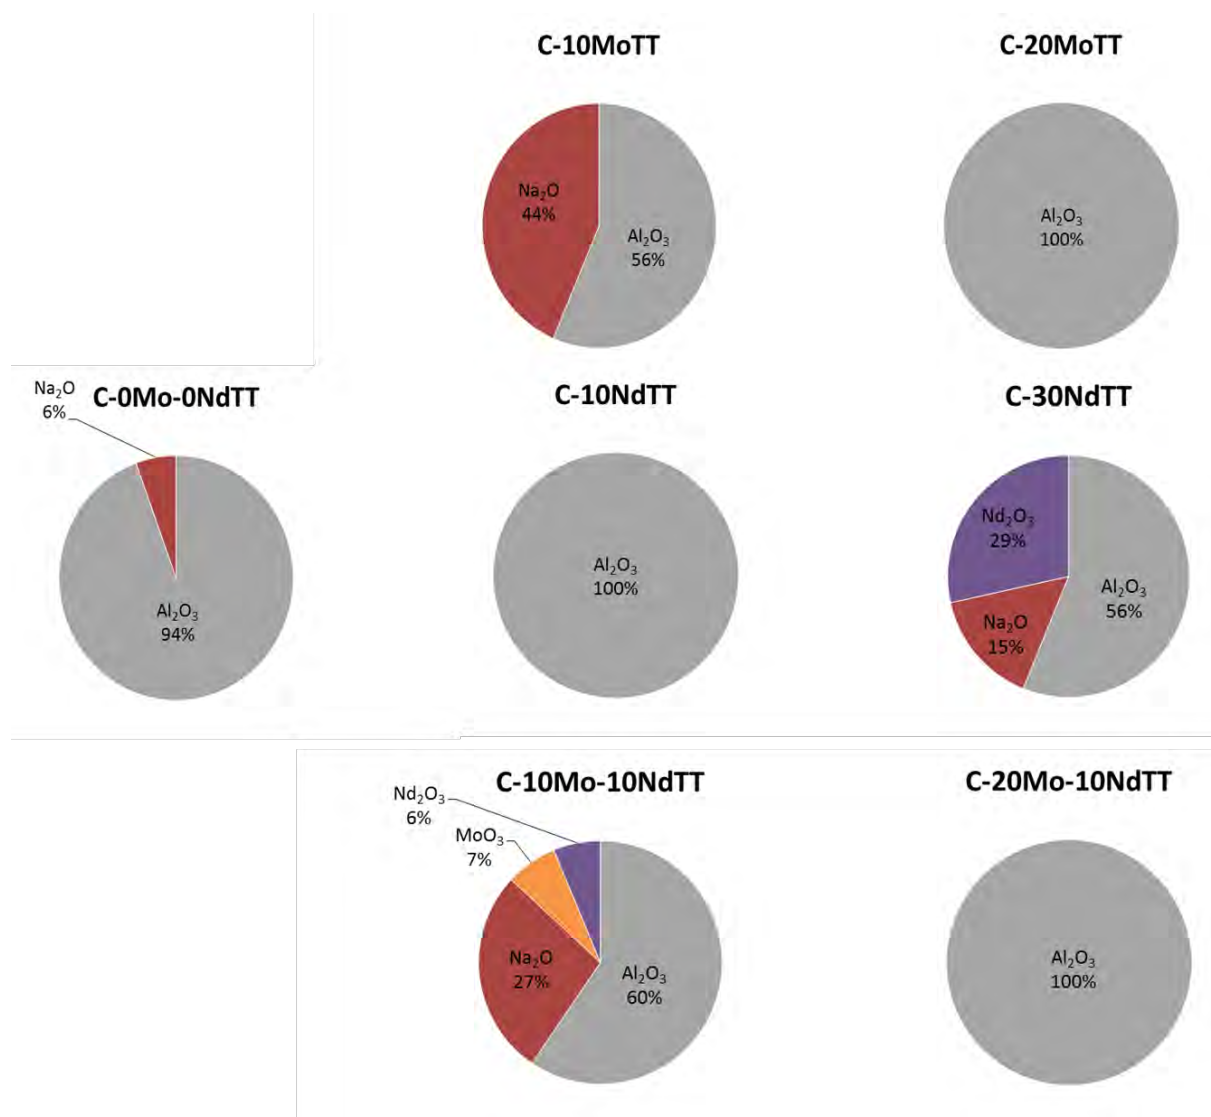 C-10MoTT
Na₂O
44%
Al₂O₃
56%
C-20MoTT
Al₂O₃
100%
C-0Mo-0NdTT
Na₂O
6%
Al₂O₃
94%
C-10NdTT
Al₂O₃
100%
C-30NdTT
Nd₂O₃
29%
Na₂O
15%
Al₂O₃
56%
C-10Mo-10NdTT
Nd₂O₃
6%
MoO₃
7%
Na₂O
27%
Al₂O₃
60%
C-20Mo-10NdTT
Al₂O₃
100%